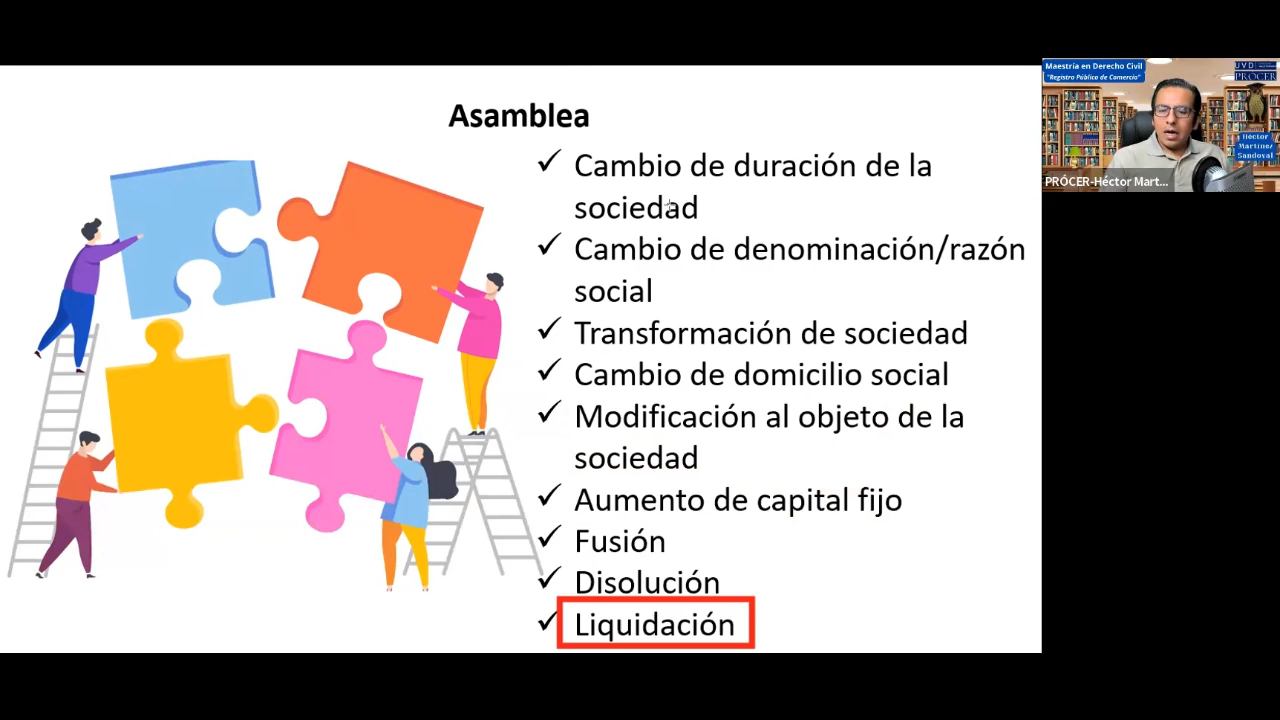 Asamblea
✓ Cambio de duración de la
sociedad
✓ Cambio de denominación/razón
social
✓ Transformación de sociedad
✓ Cambio de domicilio social
✓ Modificación al objeto de la
sociedad
✓ Aumento de capital fijo
✓ Fusión
✓ Disolución
✓ Liquidación
Maestría en Derecho Civil
"Registro Público de Comercio"
UVD
PRÓCER
Héctor
Martínez
Sandoval
PRÓCER-Héctor Mart...